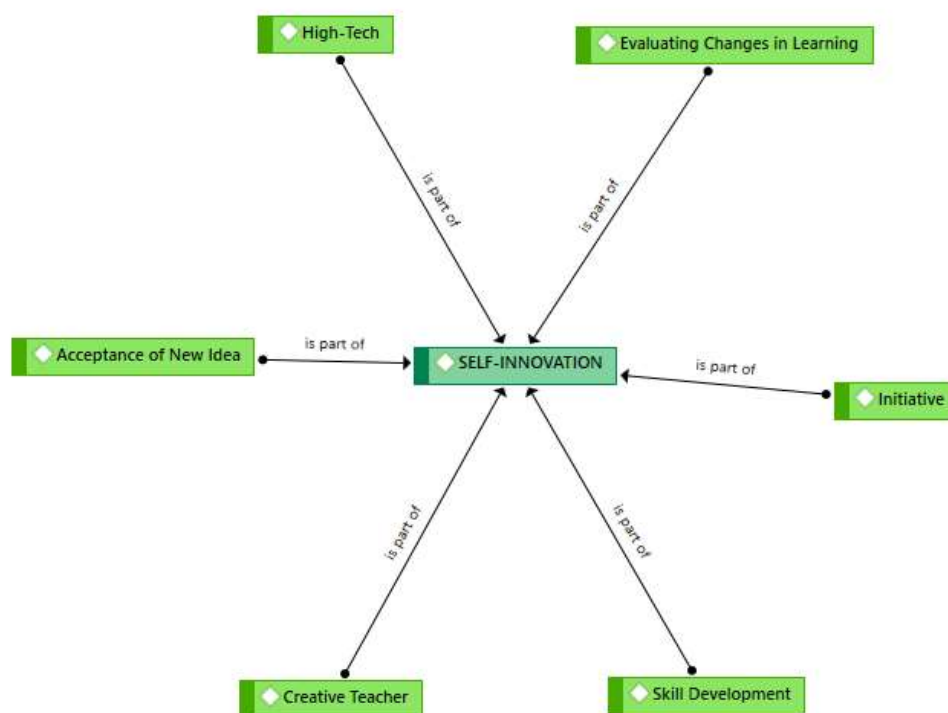 High-Tech
Evaluating Changes in Learning
is part of
is part of
Acceptance of New Idea
is part of
SELF-INNOVATION
is part of
Initiative
is part of
is part of
Creative Teacher
Skill Development